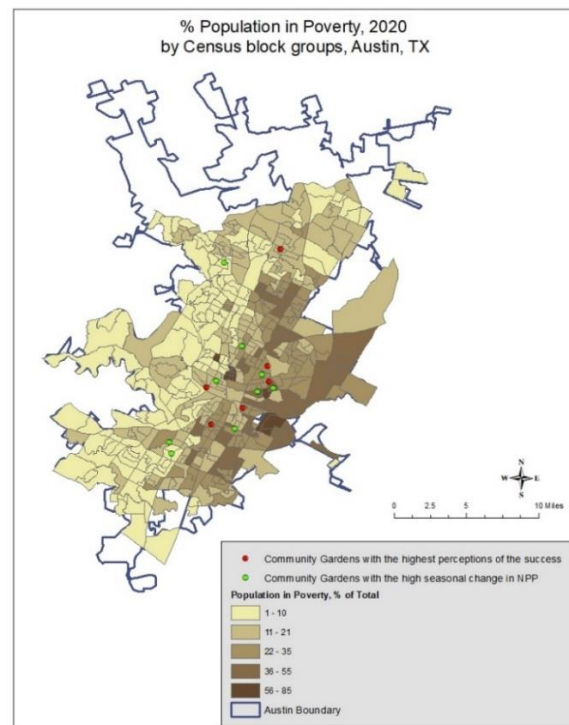 % Population in Poverty, 2020
by Census block groups, Austin, TX
N
W E
S
0 2.5 5 10 Miles
Community Gardens with the highest perceptions of the success
Community Gardens with the high seasonal change in NPP
Population in Poverty, % of Total
1 - 10
11 - 21
22 - 35
36 - 55
56 - 85
Austin Boundary